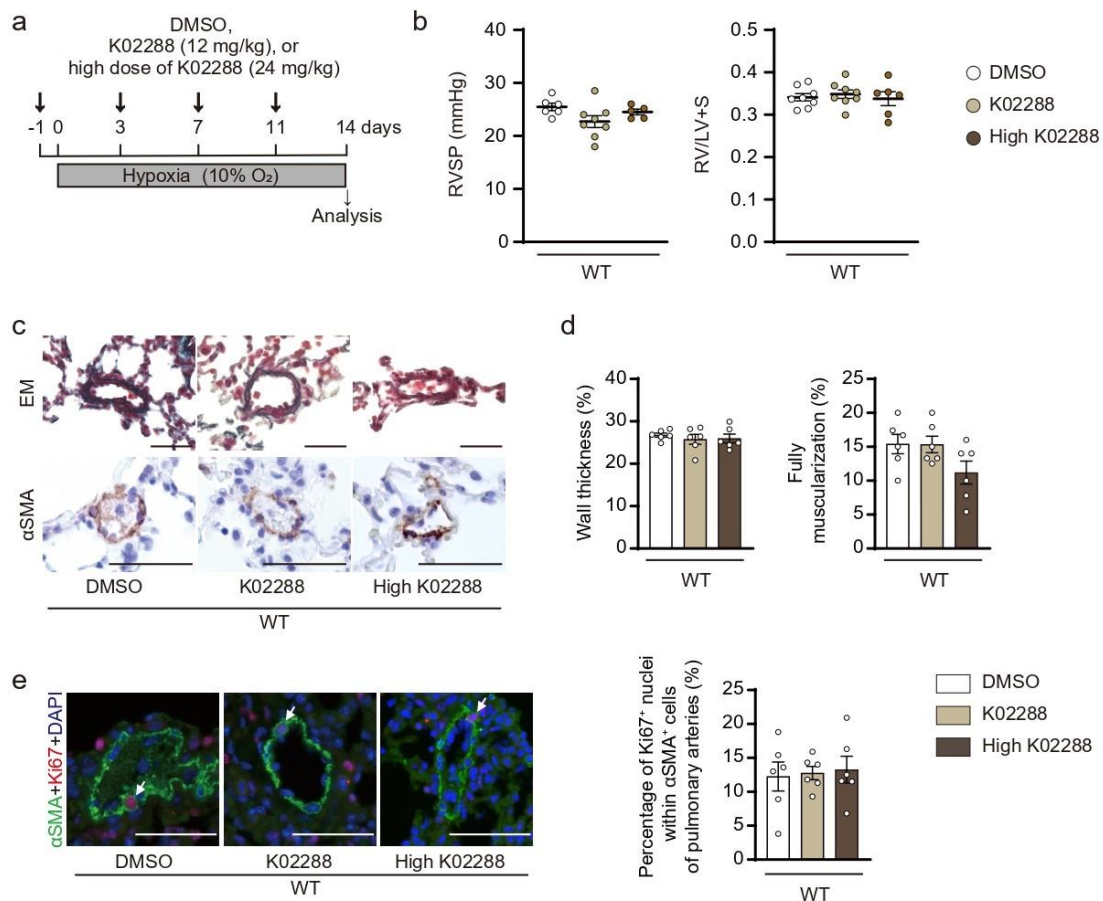 a
DMSO,
K02288 (12 mg/kg), or
high dose of K02288 (24 mg/kg)
-1 0 3 7 11 14 days
Hypoxia (10% O₂)
Analysis
b
RVSP (mmHg)
40
30
20
10
0
WT
RV/LV+S
0.5
0.4
0.3
0.2
0.1
0.0
WT
DMSO
K02288
High K02288
c
EM
αSMA
DMSO K02288 High K02288
WT
d
Wall thickness (%)
40
30
20
10
0
WT
Fully
muscularization (%)
25
20
15
10
5
0
WT
e
αSMA+Ki67+DAPI
DMSO K02288 High K02288
WT
Percentage of Ki67⁺ nuclei
within αSMA⁺ cells
of pulmonary arteries (%)
25
20
15
10
5
0
WT
DMSO
K02288
High K02288